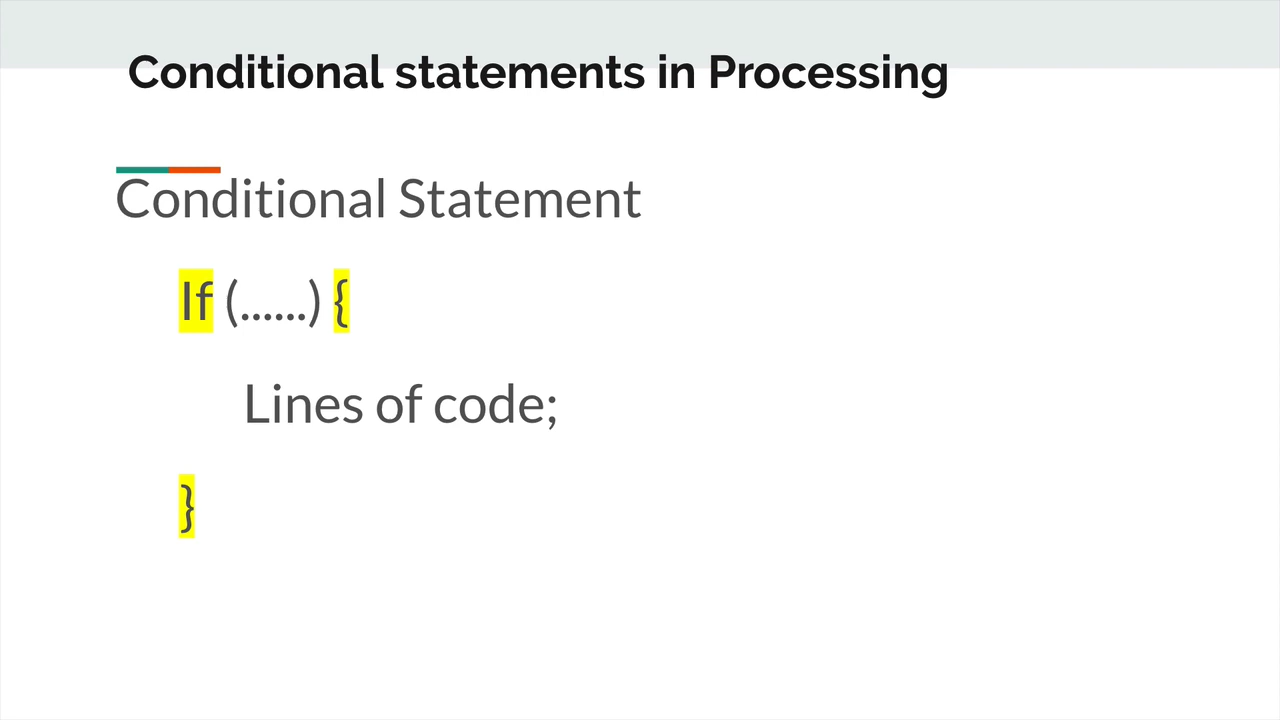 Conditional statements in Processing
Conditional Statement
If (......) {
Lines of code;
}